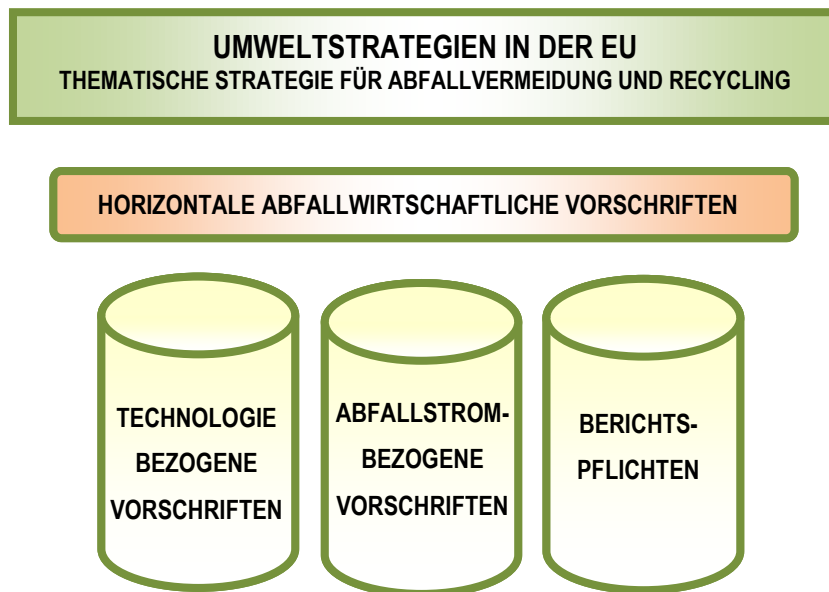 UMWELTSTRATEGIEN IN DER EU
THEMATISCHE STRATEGIE FÜR ABFALLVERMEIDUNG UND RECYCLING
HORIZONTALE ABFALLWIRTSCHAFTLICHE VORSCHRIFTEN
TECHNOLOGIE
BEZOGENE
VORSCHRIFTEN
ABFALLSTROM-
BEZOGENE
VORSCHRIFTEN
BERICHTS-
PFLICHTEN